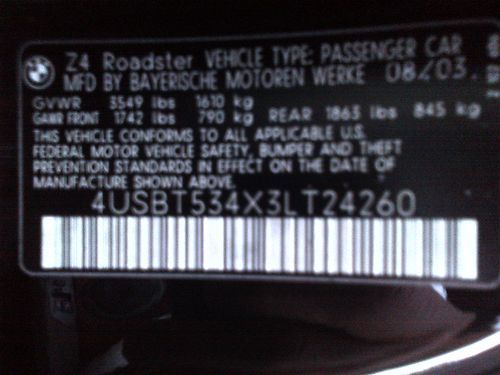 Z4 Roadster VEHICLE TYPE: PASSENGER CAR
MFD BY BAYERISCHE MOTOREN WERKE 08/03
GVWR 3549 lbs 1610 kg
GAWR FRONT 1742 lbs 790 kg REAR 1863 lbs 845 kg
THIS VEHICLE CONFORMS TO ALL APPLICABLE U.S.
FEDERAL MOTOR VEHICLE SAFETY, BUMPER AND THEFT
PREVENTION STANDARDS IN EFFECT ON THE DATE OF
MANUFACTURE SHOWN ABOVE.
4USBT534X3LT24260